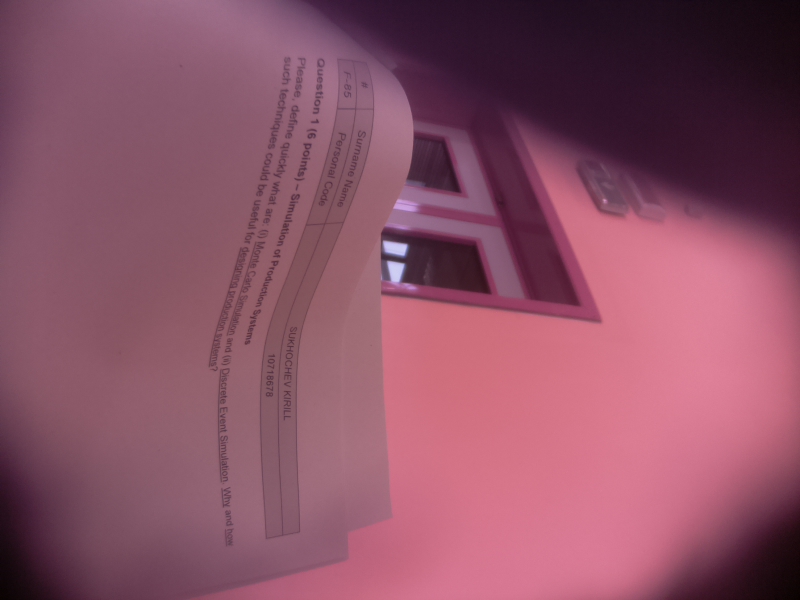 # Surname Name SUKHOCHEV KIRILL
F-65 Personal Code 10718678
Question 1 (6 points) – Simulation of Production Systems
Please, define quickly what are: (i) Monte Carlo Simulation and (ii) Discrete Event Simulation. Why and how
such techniques could be useful for designing production systems?